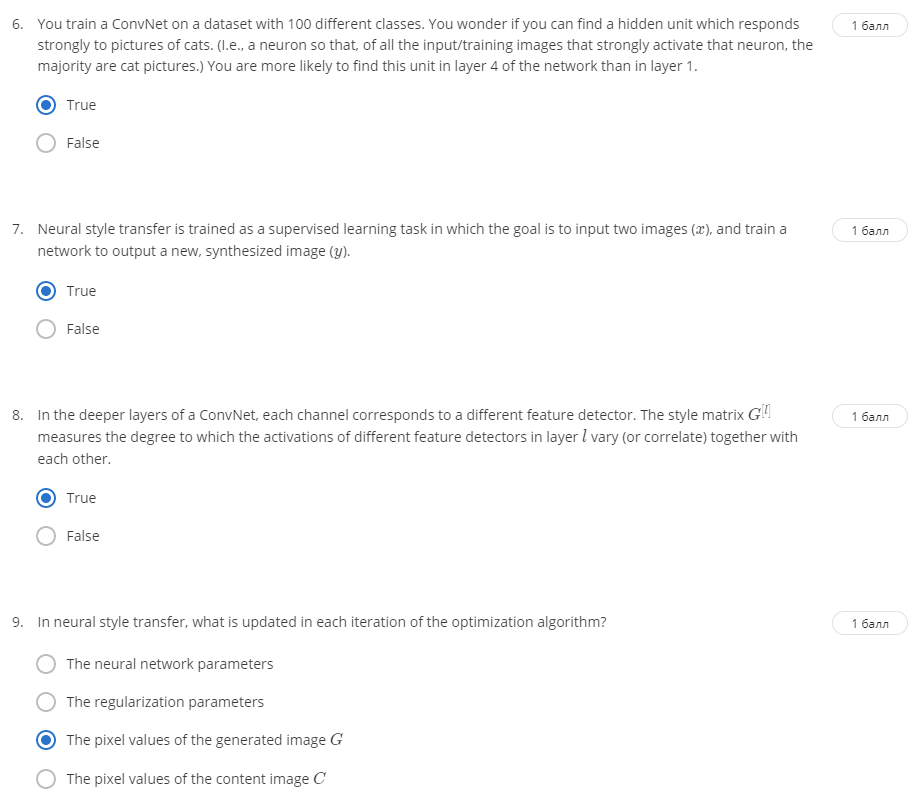 6. You train a ConvNet on a dataset with 100 different classes. You wonder if you can find a hidden unit which responds
1 балл
strongly to pictures of cats. (I.e., a neuron so that, of all the input/training images that strongly activate that neuron, the
majority are cat pictures.) You are more likely to find this unit in layer 4 of the network than in layer 1.
True
False
7. Neural style transfer is trained as a supervised learning task in which the goal is to input two images (x), and train a
1 балл
network to output a new, synthesized image (y).
True
False
8. In the deeper layers of a ConvNet, each channel corresponds to a different feature detector. The style matrix G^[l]
1 балл
measures the degree to which the activations of different feature detectors in layer l vary (or correlate) together with
each other.
True
False
9. In neural style transfer, what is updated in each iteration of the optimization algorithm?
1 балл
The neural network parameters
The regularization parameters
The pixel values of the generated image G
The pixel values of the content image C